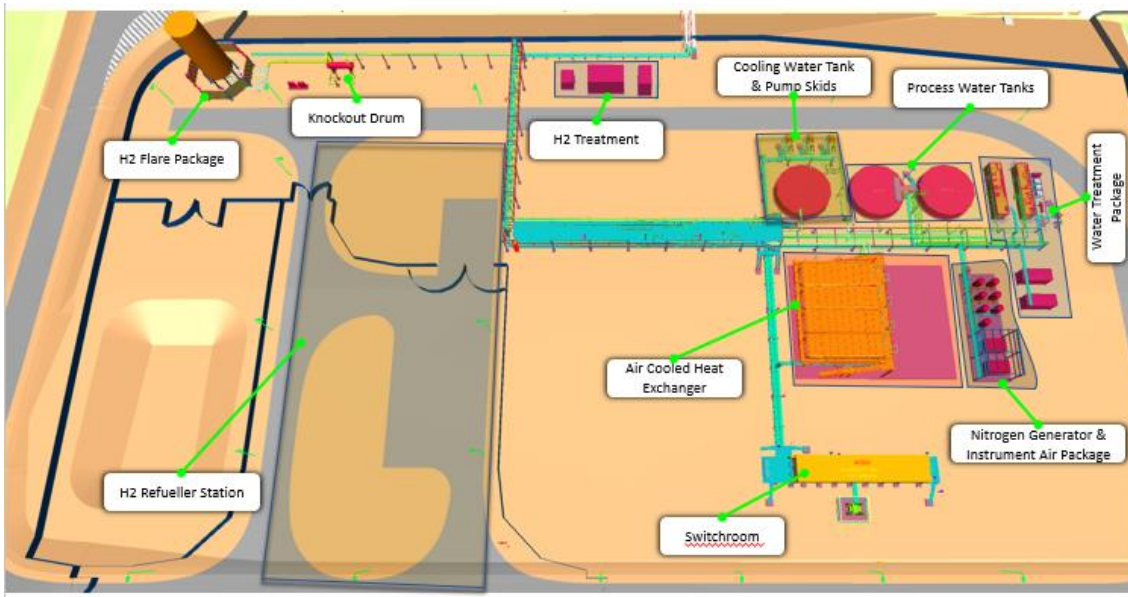 Cooling Water Tank
& Pump Skids
Process Water Tanks
Knockout Drum
H2 Treatment
H2 Flare Package
Water Treatment
Package
Air Cooled Heat
Exchanger
Nitrogen Generator &
Instrument Air Package
H2 Refueller Station
Switchroom